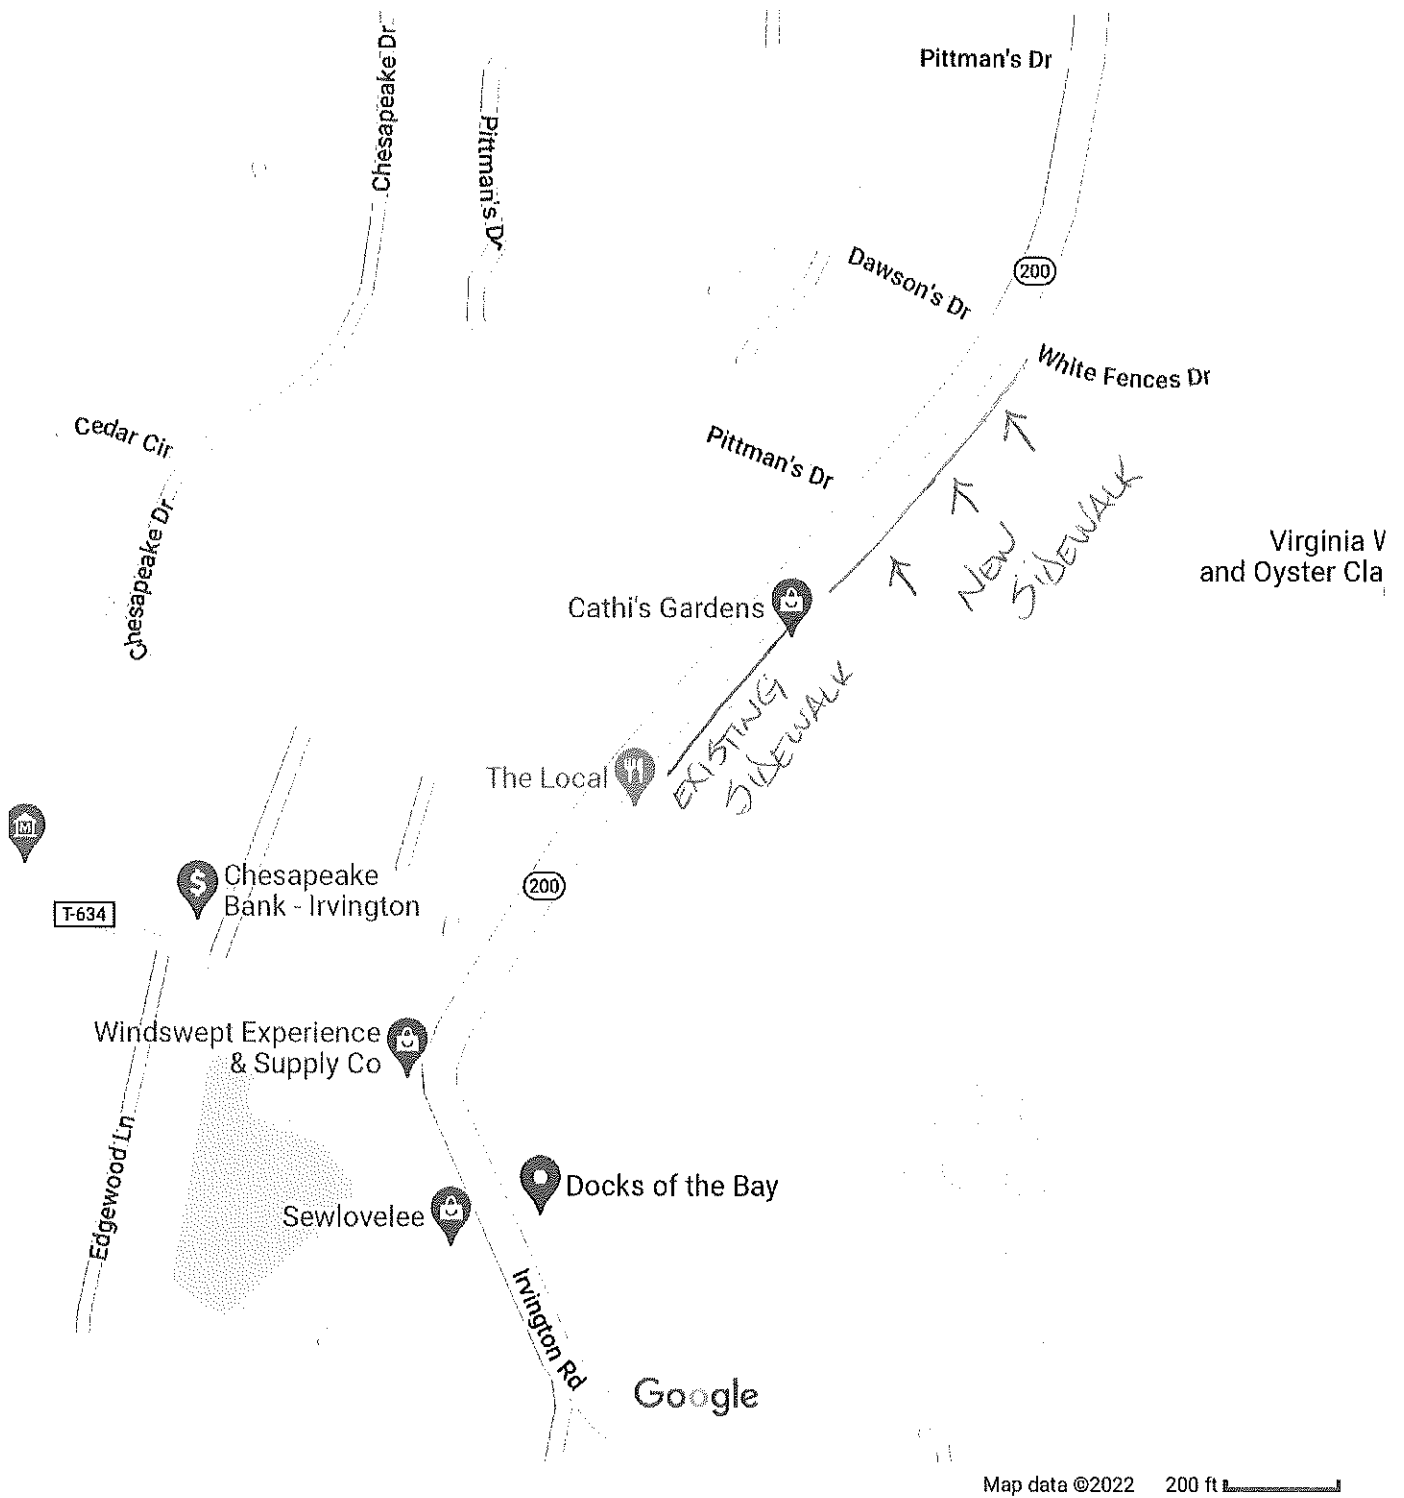 Chesapeake Dr
Pittman's Dr
Pittman's Dr
Dawson's Dr
200
White Fences Dr
Cedar Cir
Pittman's Dr
Chesapeake Dr
NEW
SIDEWALK
Virginia W
and Oyster Cla
Cathi's Gardens
EXISTING
SIDEWALK
The Local
M
$
Chesapeake
Bank - Irvington
T-634
200
Windswept Experience
& Supply Co
Edgewood Ln
Docks of the Bay
Sewlovelee
Irvington Rd
Google
Map data ©2022 200 ft